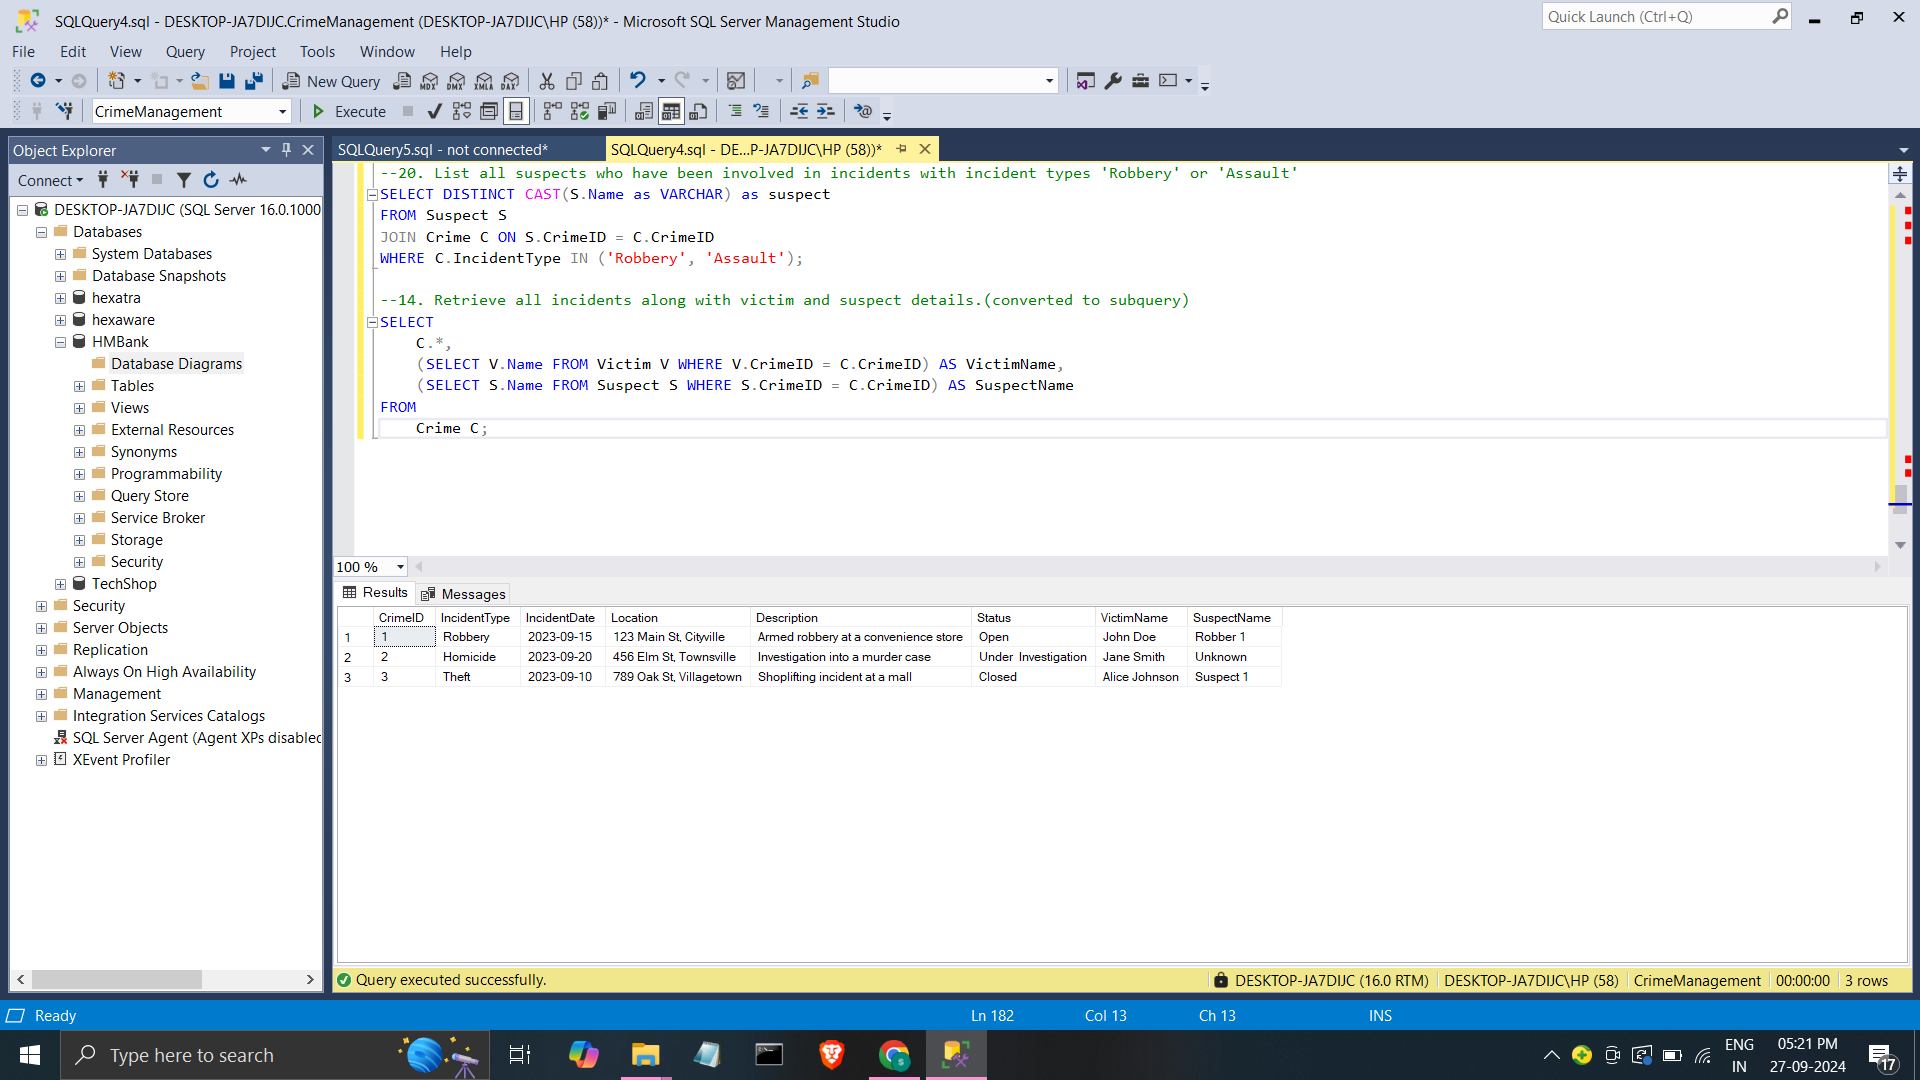 SQLQuery4.sql - DESKTOP-JA7DIJC.CrimeManagement (DESKTOP-JA7DIJC\HP (58))* - Microsoft SQL Server Management Studio
Quick Launch (Ctrl+Q)
File Edit View Query Project Tools Window Help
New Query MDX DMX XMLA DAX
CrimeManagement Execute
Object Explorer
Connect
DESKTOP-JA7DIJC (SQL Server 16.0.1000
Databases
System Databases
Database Snapshots
hexatra
hexaware
HMBank
Database Diagrams
Tables
Views
External Resources
Synonyms
Programmability
Query Store
Service Broker
Storage
Security
TechShop
Security
Server Objects
Replication
Always On High Availability
Management
Integration Services Catalogs
SQL Server Agent (Agent XPs disabled
XEvent Profiler
SQLQuery5.sql - not connected*
SQLQuery4.sql - DE...P-JA7DIJC\HP (58))*
--20. List all suspects who have been involved in incidents with incident types 'Robbery' or 'Assault'
SELECT DISTINCT CAST(S.Name as VARCHAR) as suspect
FROM Suspect S
JOIN Crime C ON S.CrimeID = C.CrimeID
WHERE C.IncidentType IN ('Robbery', 'Assault');
--14. Retrieve all incidents along with victim and suspect details.(converted to subquery)
SELECT
C.*,
(SELECT V.Name FROM Victim V WHERE V.CrimeID = C.CrimeID) AS VictimName,
(SELECT S.Name FROM Suspect S WHERE S.CrimeID = C.CrimeID) AS SuspectName
FROM
Crime C;
100 %
Results Messages
CrimeID IncidentType IncidentDate Location Description Status VictimName SuspectName
1 1 Robbery 2023-09-15 123 Main St, Cityville Armed robbery at a convenience store Open John Doe Robber 1
2 2 Homicide 2023-09-20 456 Elm St, Townsville Investigation into a murder case Under Investigation Jane Smith Unknown
3 3 Theft 2023-09-10 789 Oak St, Villagetown Shoplifting incident at a mall Closed Alice Johnson Suspect 1
Query executed successfully. DESKTOP-JA7DIJC (16.0 RTM) DESKTOP-JA7DIJC\HP (58) CrimeManagement 00:00:00 3 rows
Ready Ln 182 Col 13 Ch 13 INS
Type here to search
ENG
IN
05:21 PM
27-09-2024
17